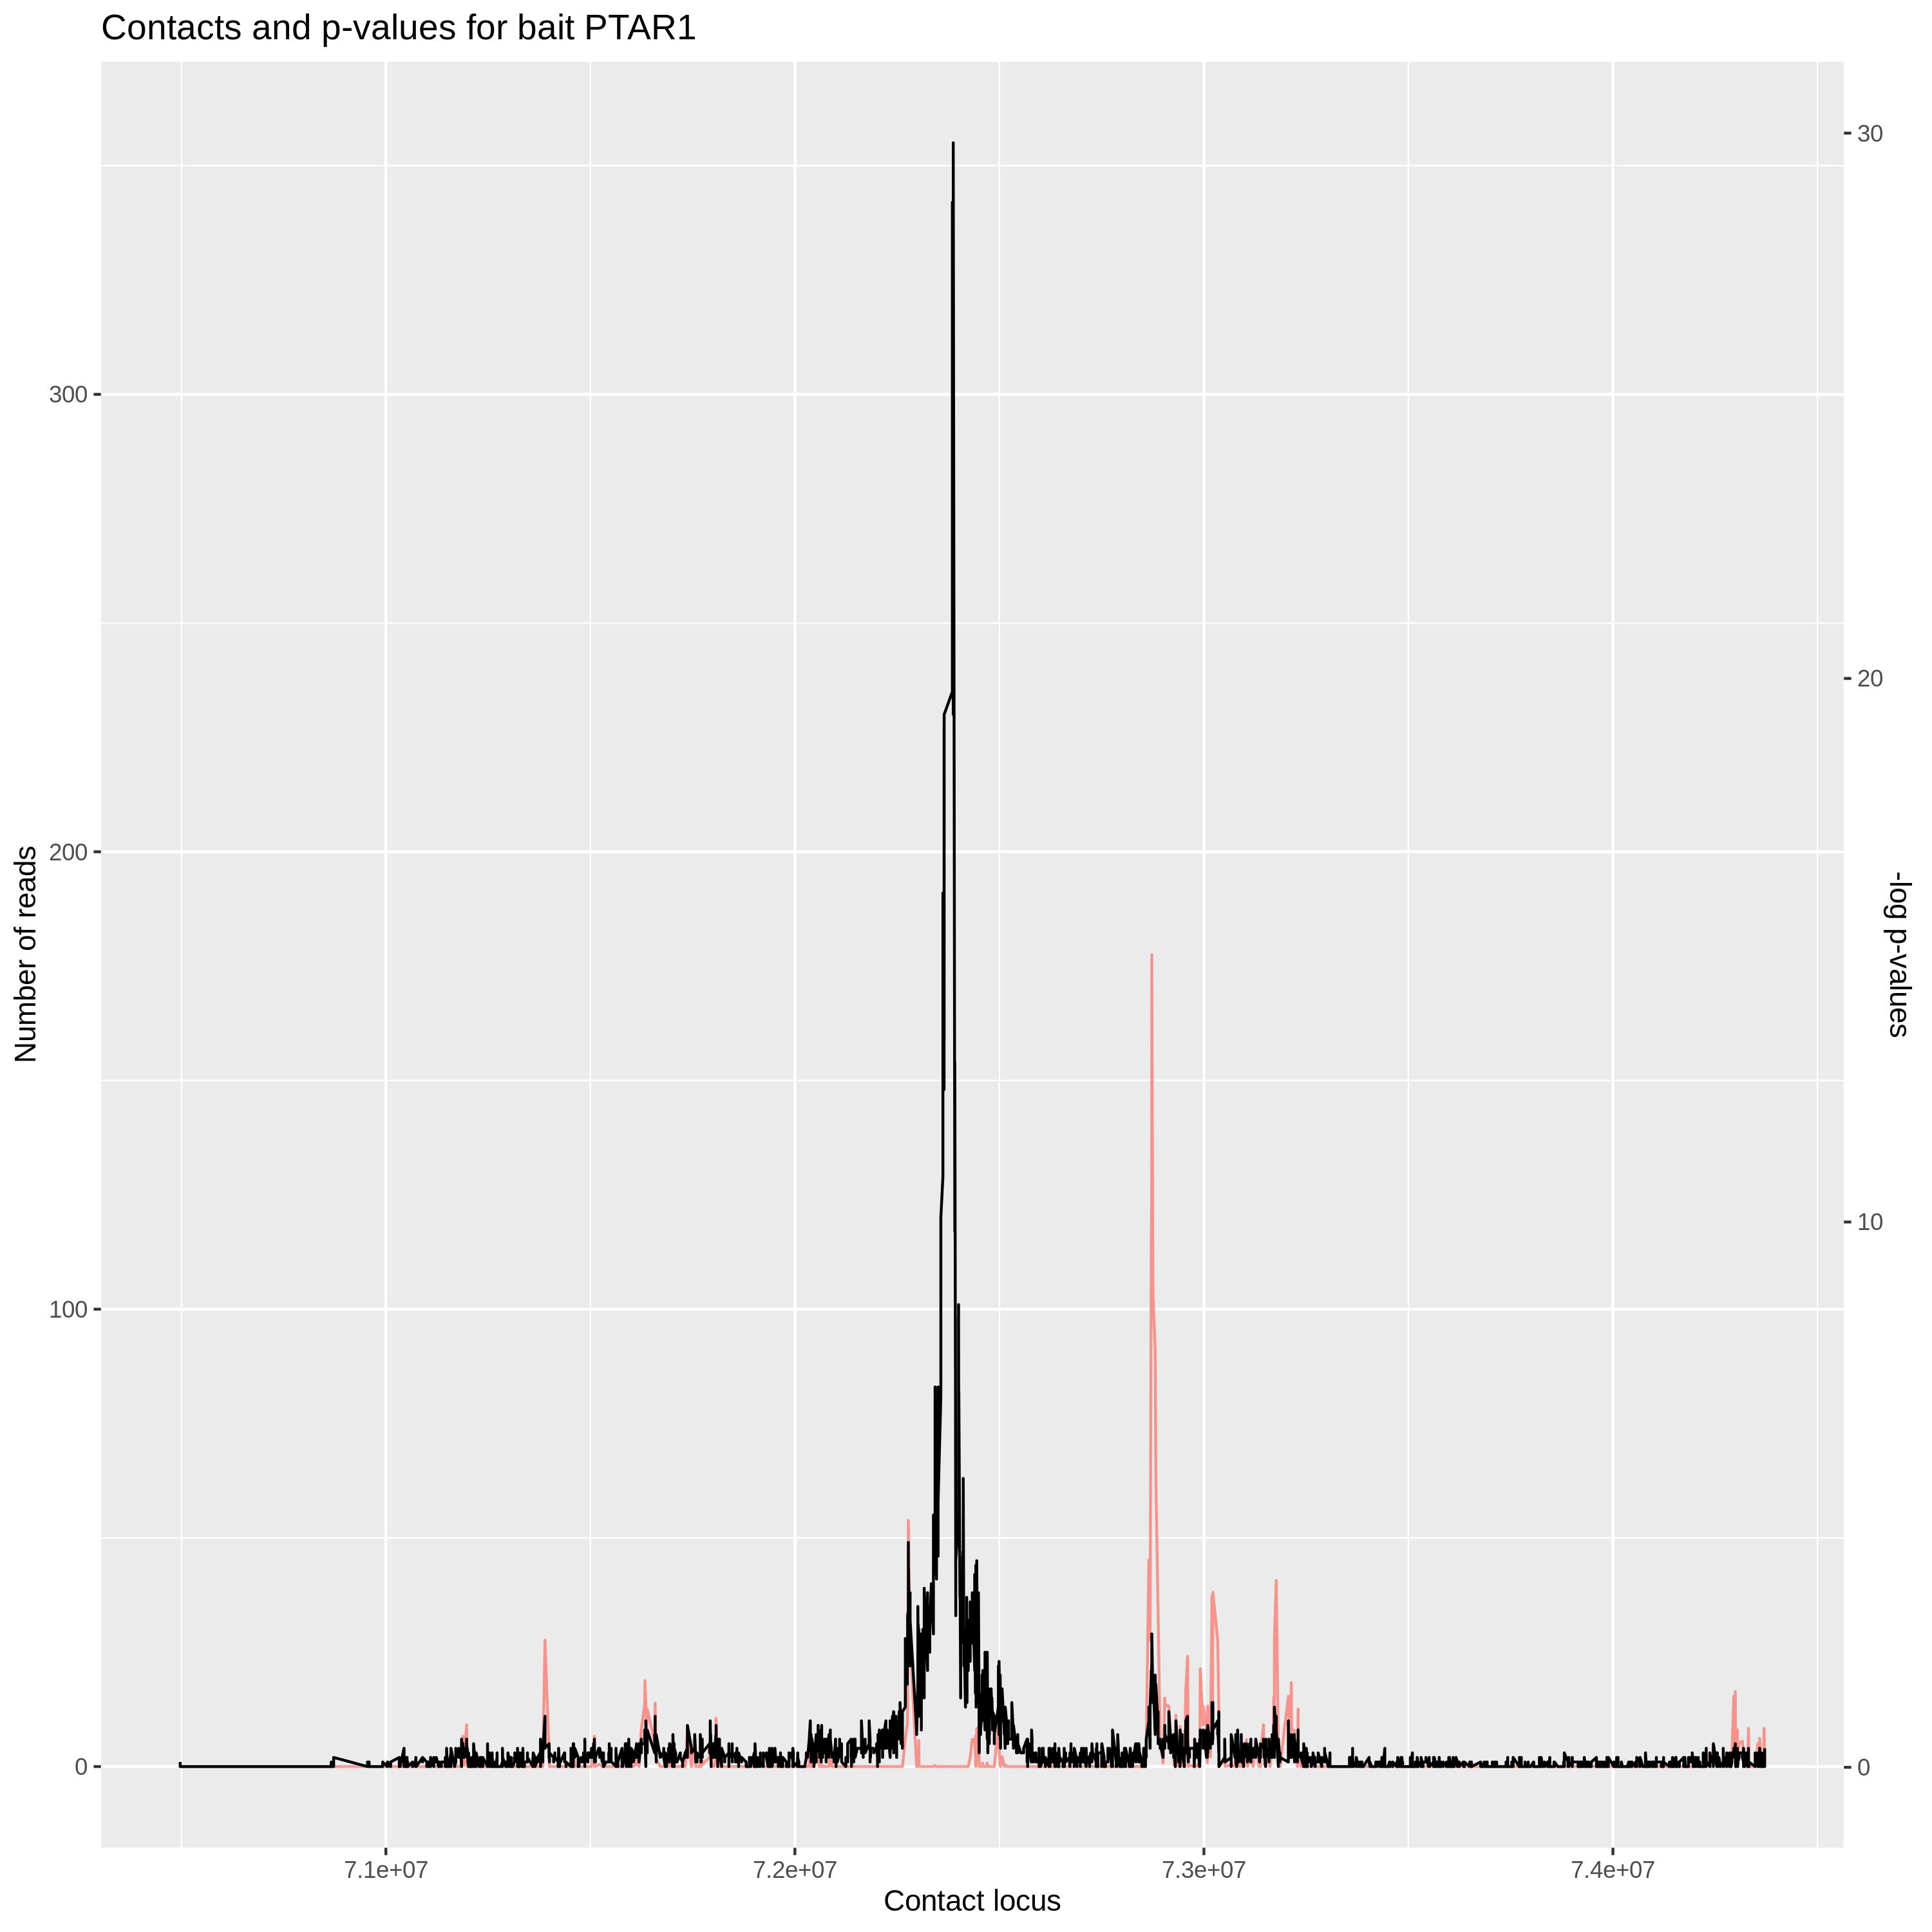 Contacts and p-values for bait PTAR1
300
200
100
0
Number of reads
30
20
10
0
-log p-values
7.1e+07
7.2e+07
7.3e+07
7.4e+07
Contact locus